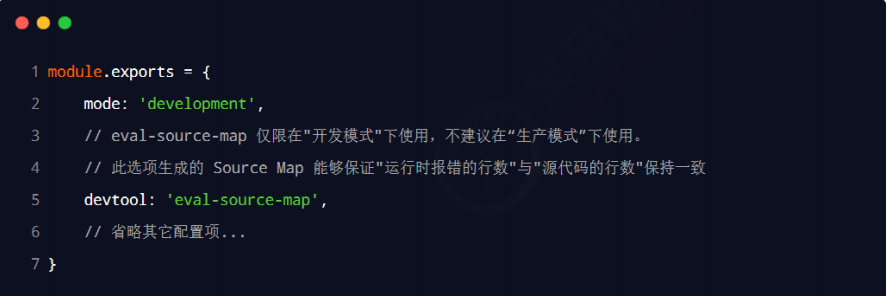 1 module.exports = {
2 mode: 'development',
3 // eval-source-map 仅限在"开发模式"下使用，不建议在“生产模式”下使用。
4 // 此选项生成的 Source Map 能够保证"运行时报错的行数"与"源代码的行数"保持一致
5 devtool: 'eval-source-map',
6 // 省略其它配置项...
7 }